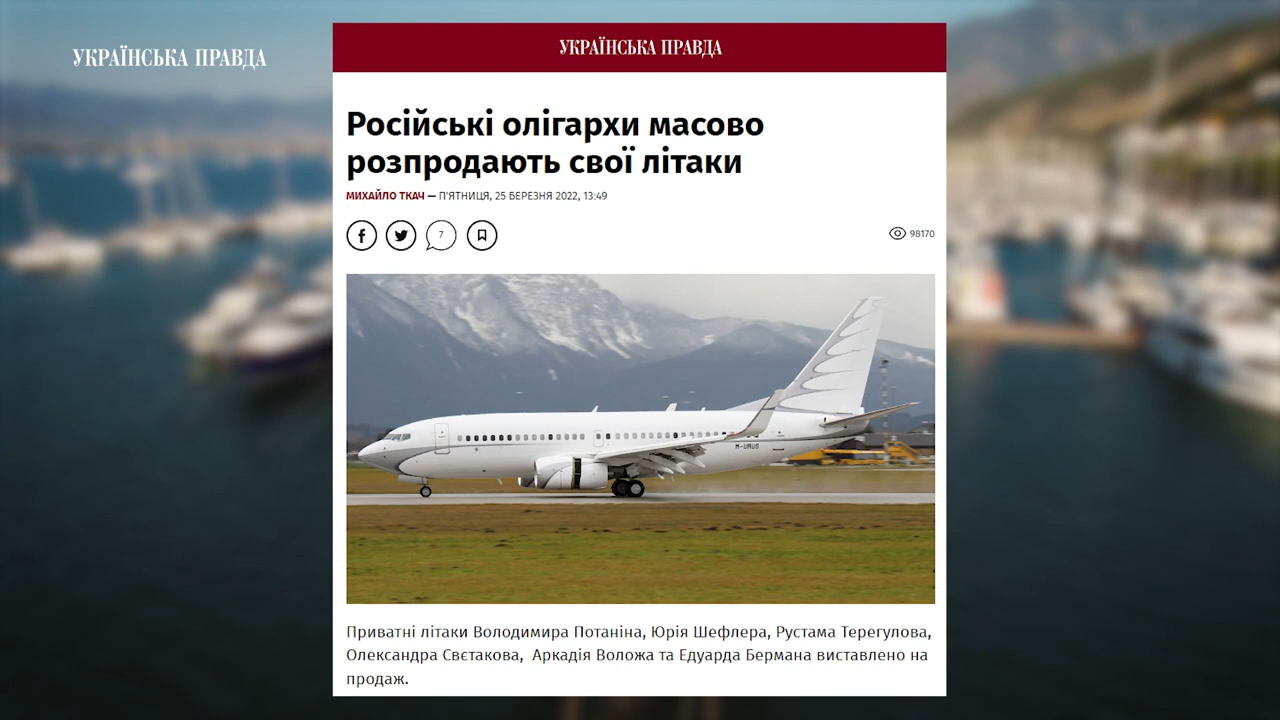 УКРАЇНСЬКА ПРАВДА
УКРАЇНСЬКА ПРАВДА
Російські олігархи масово
розпродають свої літаки
МИХАЙЛО ТКАЧ — П'ЯТНИЦЯ, 25 БЕРЕЗНЯ 2022, 13:49
7
98170
M-URUS
Приватні літаки Володимира Потаніна, Юрія Шефлера, Рустама Терегулова,
Олександра Свєтакова, Аркадія Воложа та Едуарда Бермана виставлено на
продаж.